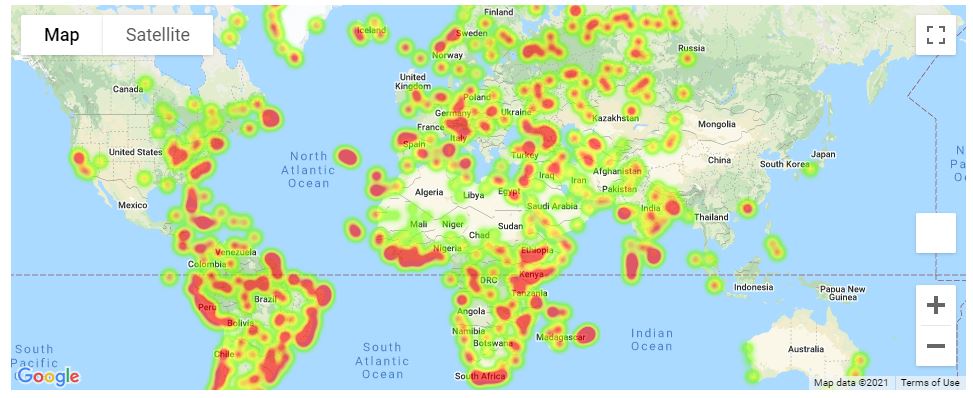 Map
Satellite
Iceland
Finland
Sweden
Norway
Russia
Canada
United
Kingdom
Poland
Germany
Ukraine
Kazakhstan
Mongolia
France
Italy
Spain
Turkey
United States
North
Atlantic
Ocean
China
Japan
South Korea
Afghanistan
Iraq
Iran
Pakistan
Algeria
Libya
Egypt
Mexico
Saudi Arabia
India
Thailand
Mali
Niger
Chad
Sudan
Nigeria
Ethiopia
Venezuela
Colombia
DRC
Kenya
Tanzania
Indonesia
Papua New
Guinea
Brazil
Peru
Angola
Bolivia
Namibia
Botswana
Madagascar
Indian
Ocean
Chile
South
Pacific
South
Atlantic
Ocean
Australia
South Africa
Google
Map data ©2021
Terms of Use